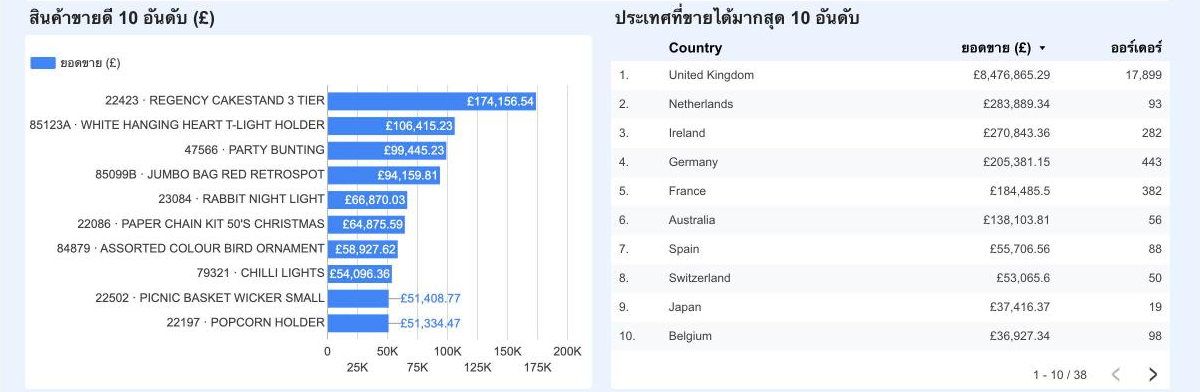 สินค้าขายดี 10 อันดับ (£)
ยอดขาย (£)
22423 · REGENCY CAKESTAND 3 TIER £174,156.54
85123A · WHITE HANGING HEART T-LIGHT HOLDER £106,415.23
47566 · PARTY BUNTING £99,445.23
85099B · JUMBO BAG RED RETROSPOT £94,159.81
23084 · RABBIT NIGHT LIGHT £66,870.03
22086 · PAPER CHAIN KIT 50'S CHRISTMAS £64,875.59
84879 · ASSORTED COLOUR BIRD ORNAMENT £58,927.62
79321 · CHILLI LIGHTS £54,096.36
22502 · PICNIC BASKET WICKER SMALL £51,408.77
22197 · POPCORN HOLDER £51,334.47
0 50K 100K 150K 200K
25K 75K 125K 175K
ประเทศที่ขายได้มากสุด 10 อันดับ
Country ยอดขาย (£) ออร์เดอร์
1. United Kingdom £8,476,865.29 17,899
2. Netherlands £283,889.34 93
3. Ireland £270,843.36 282
4. Germany £205,381.15 443
5. France £184,485.5 382
6. Australia £138,103.81 56
7. Spain £55,706.56 88
8. Switzerland £53,065.6 50
9. Japan £37,416.37 19
10. Belgium £36,927.34 98
1 - 10 / 38